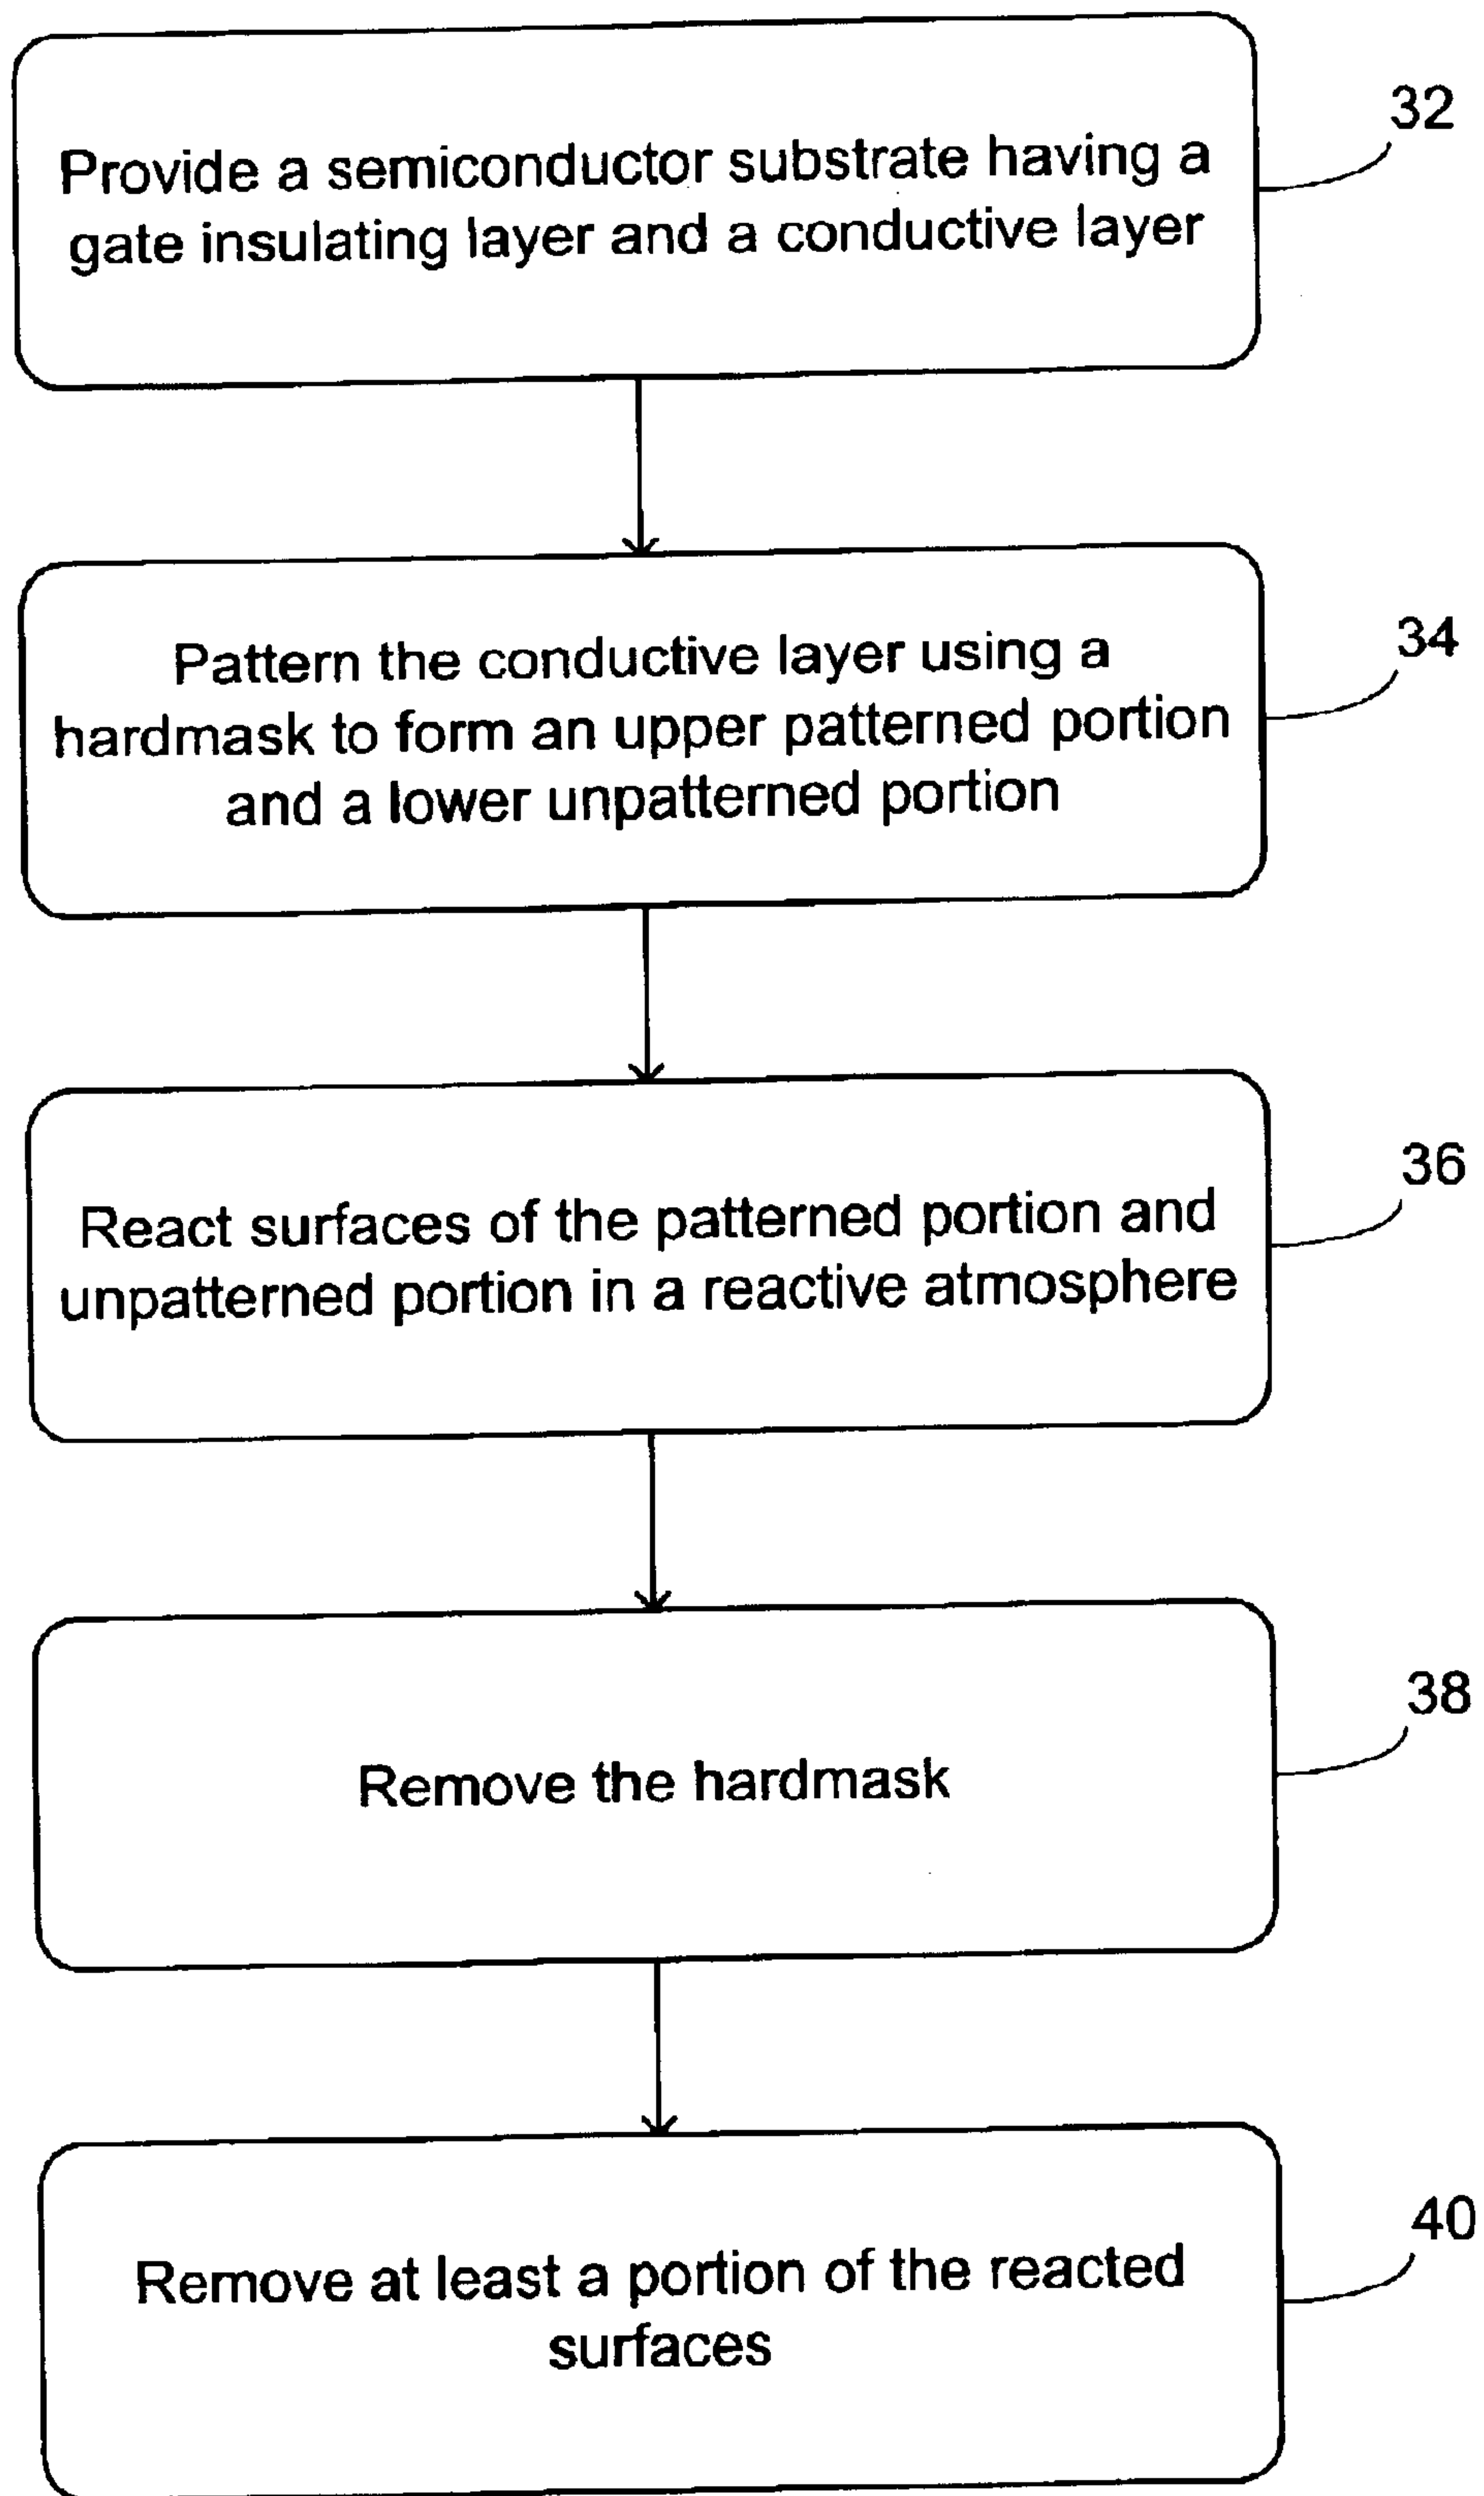 32
Provide a semiconductor substrate having a
gate insulating layer and a conductive layer
34
Pattern the conductive layer using a
hardmask to form an upper patterned portion
and a lower unpatterned portion
36
React surfaces of the patterned portion and
unpatterned portion in a reactive atmosphere
38
Remove the hardmask
40
Remove at least a portion of the reacted
surfaces